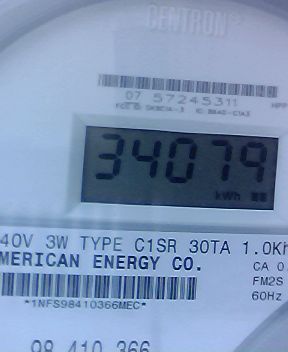 CENTRON®
07 57245311
34079
kWh
40V 3W TYPE C1SR 30TA 1.0Kh
MERICAN ENERGY CO.
CA 0.
FM2S
60Hz
*1NFS98410366MEC*
98 410 366